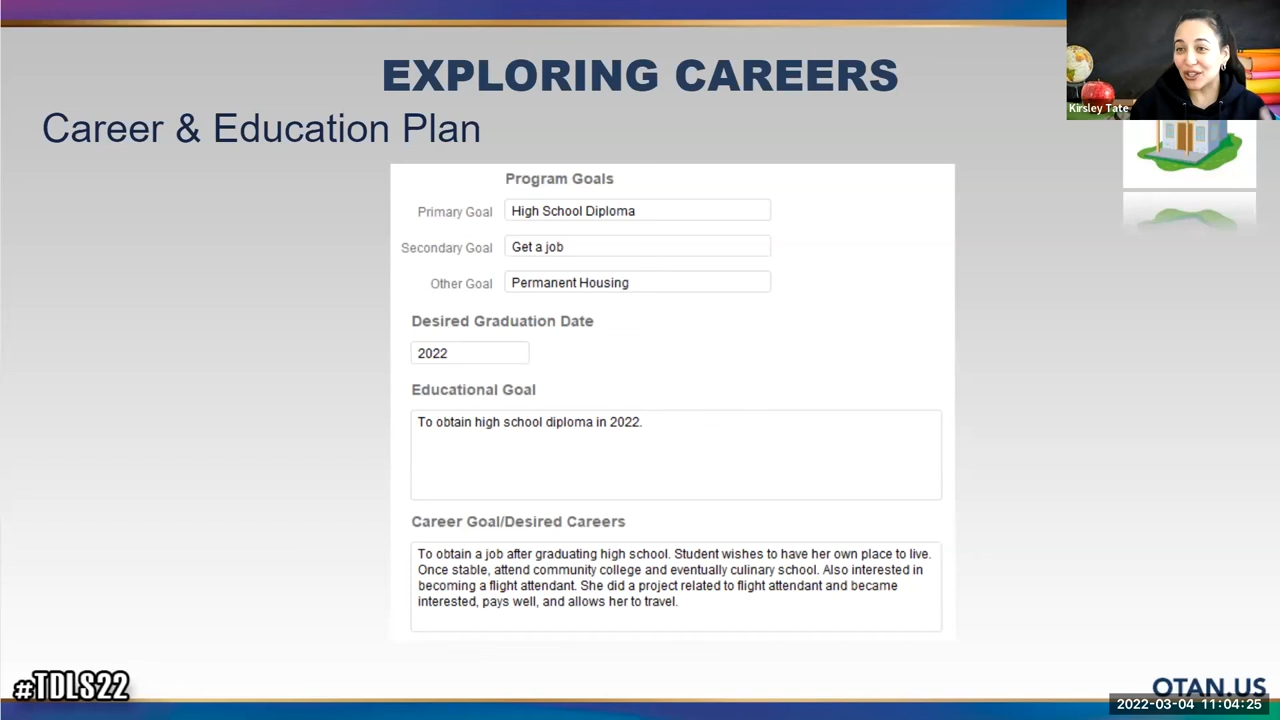 EXPLORING CAREERS
Kirsley Tate
Career & Education Plan
Program Goals
Primary Goal High School Diploma
Secondary Goal Get a job
Other Goal Permanent Housing
Desired Graduation Date
2022
Educational Goal
To obtain high school diploma in 2022.
Career Goal/Desired Careers
To obtain a job after graduating high school. Student wishes to have her own place to live.
Once stable, attend community college and eventually culinary school. Also interested in
becoming a flight attendant. She did a project related to flight attendant and became
interested, pays well, and allows her to travel.
#TDLS22
OTAN.US
2022-03-04 11:04:25